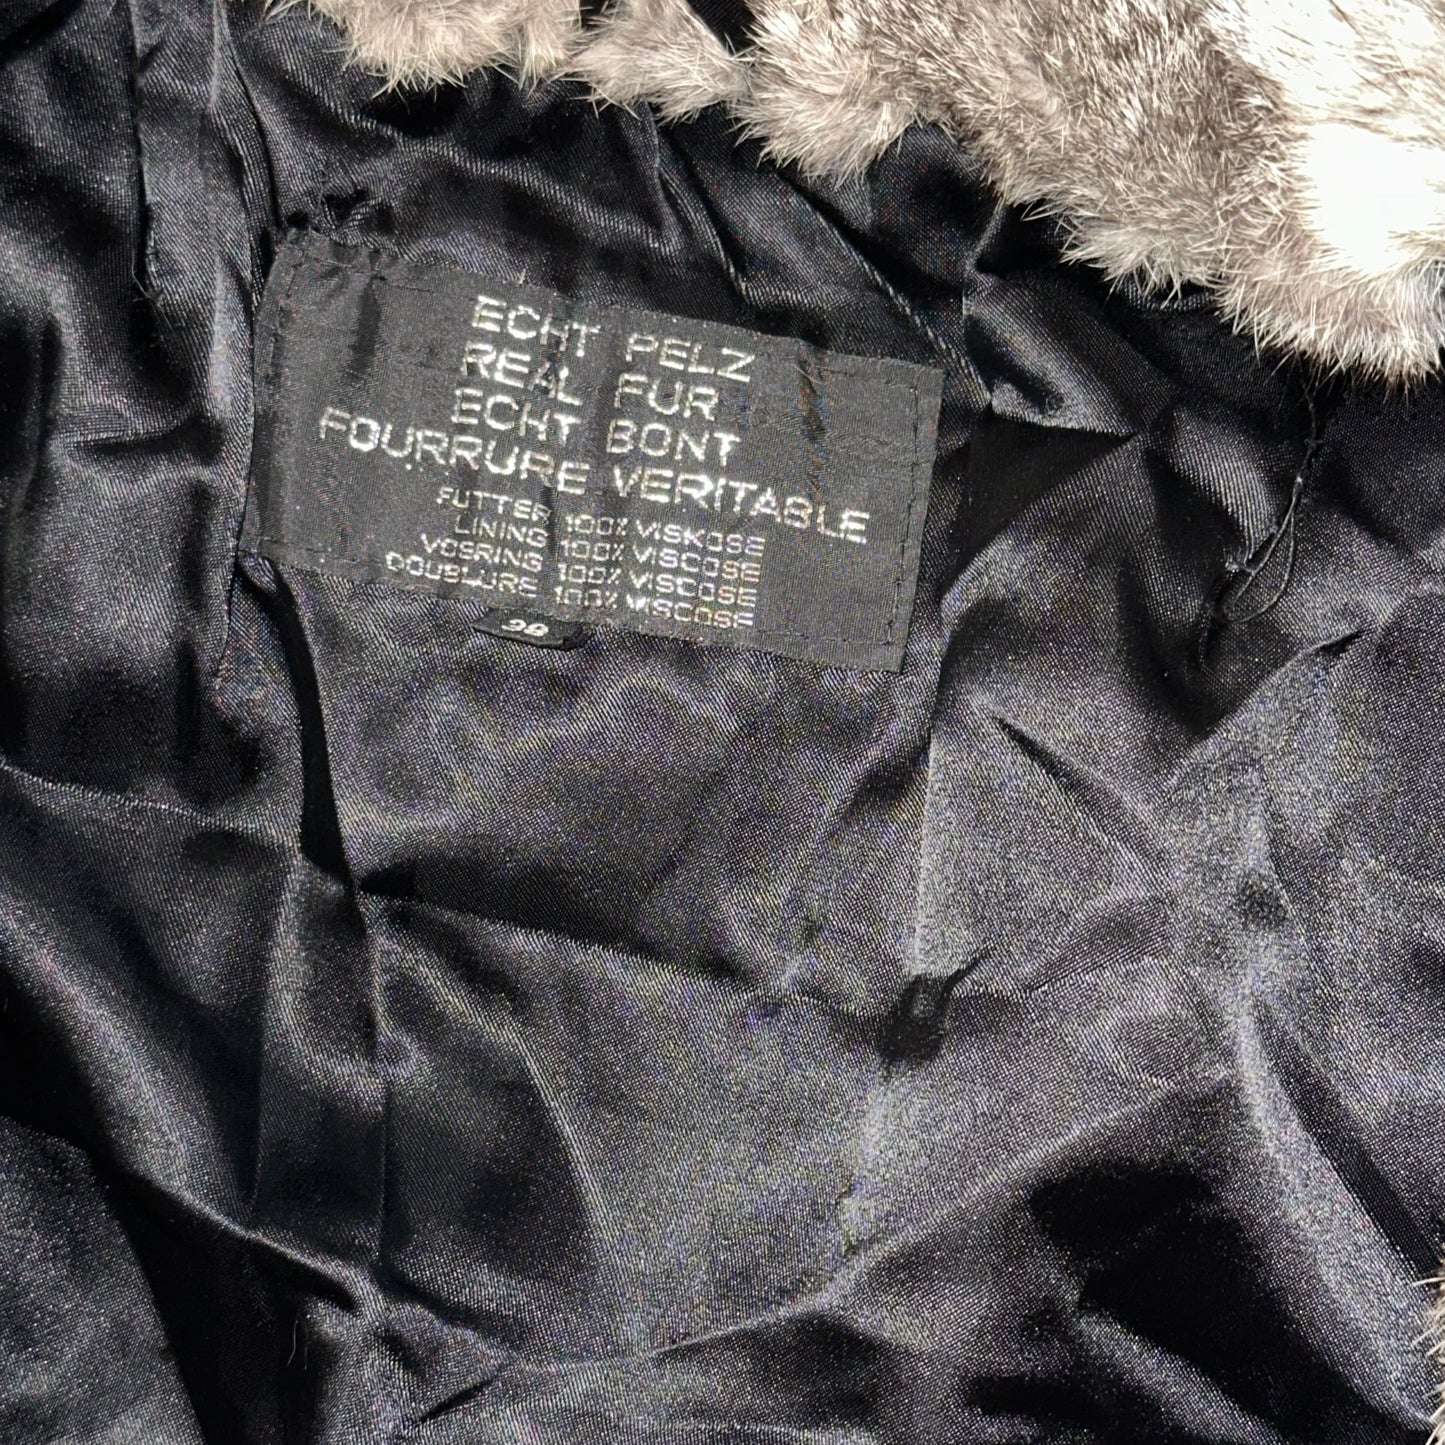 ECHT PELZ
REAL FUR
ECHT BONT
FOURRURE VERITABLE
FUTTER 100% VISKOSE
LINING 100% VISCOSE
VOSRING 100% VISCOSE
DOUBLURE 100% VISCOSE